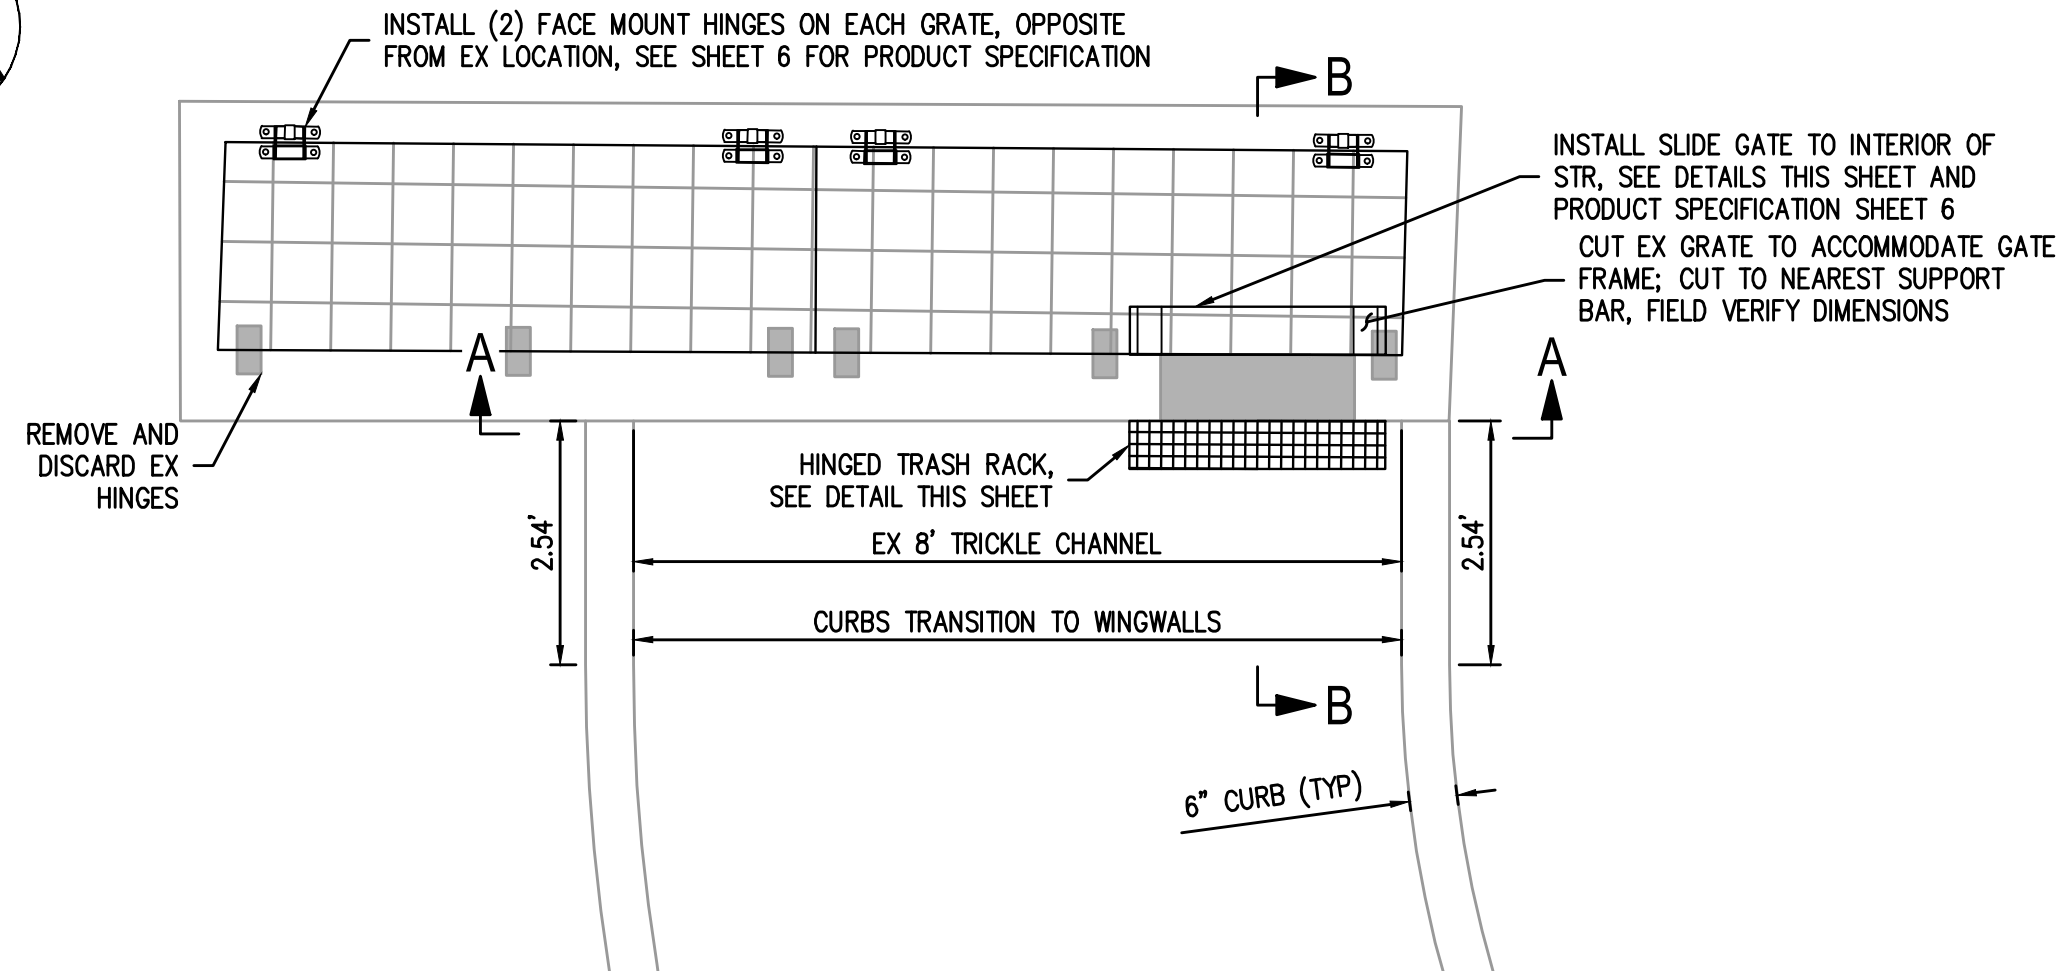 INSTALL (2) FACE MOUNT HINGES ON EACH GRATE, OPPOSITE
FROM EX LOCATION, SEE SHEET 6 FOR PRODUCT SPECIFICATION
B
INSTALL SLIDE GATE TO INTERIOR OF
STR, SEE DETAILS THIS SHEET AND
PRODUCT SPECIFICATION SHEET 6
CUT EX GRATE TO ACCOMMODATE GATE
FRAME; CUT TO NEAREST SUPPORT
BAR, FIELD VERIFY DIMENSIONS
A
A
REMOVE AND
DISCARD EX
HINGES
HINGED TRASH RACK,
SEE DETAIL THIS SHEET
2.54'
EX 8' TRICKLE CHANNEL
2.54'
CURBS TRANSITION TO WINGWALLS
B
6" CURB (TYP)